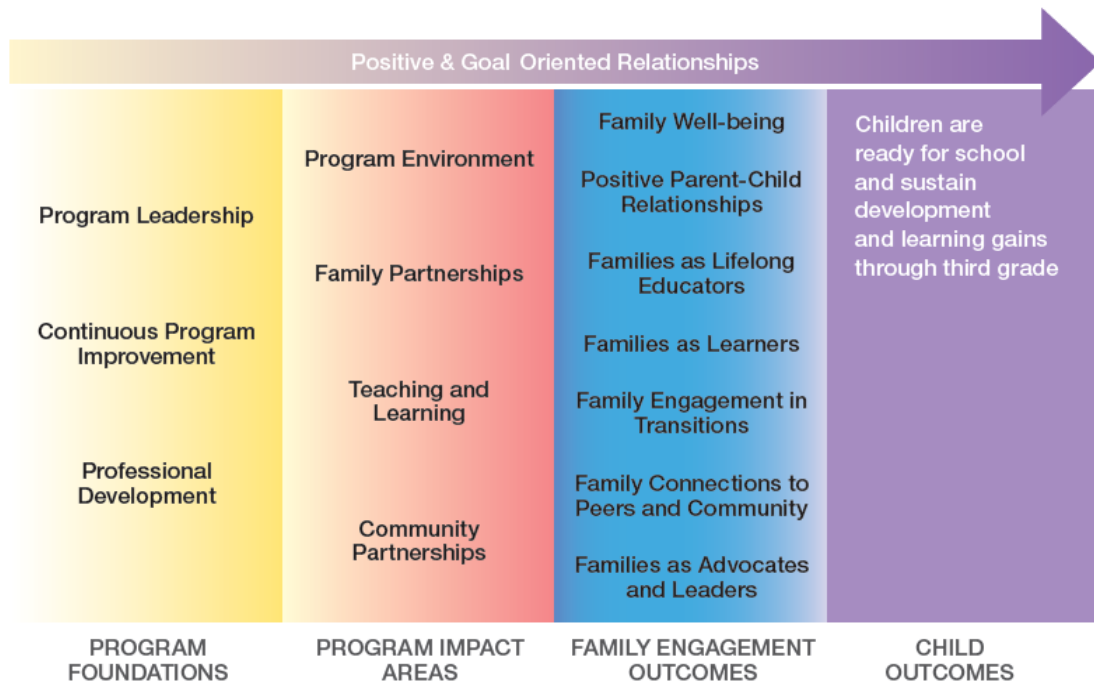 Positive & Goal Oriented Relationships
Program Leadership
Continuous Program
Improvement
Professional
Development
Program Environment
Family Partnerships
Teaching and
Learning
Community
Partnerships
Family Well-being
Positive Parent-Child
Relationships
Families as Lifelong
Educators
Families as Learners
Family Engagement in
Transitions
Family Connections to
Peers and Community
Families as Advocates
and Leaders
Children are
ready for school
and sustain
development
and learning gains
through third grade
PROGRAM
FOUNDATIONS
PROGRAM IMPACT
AREAS
FAMILY ENGAGEMENT
OUTCOMES
CHILD
OUTCOMES